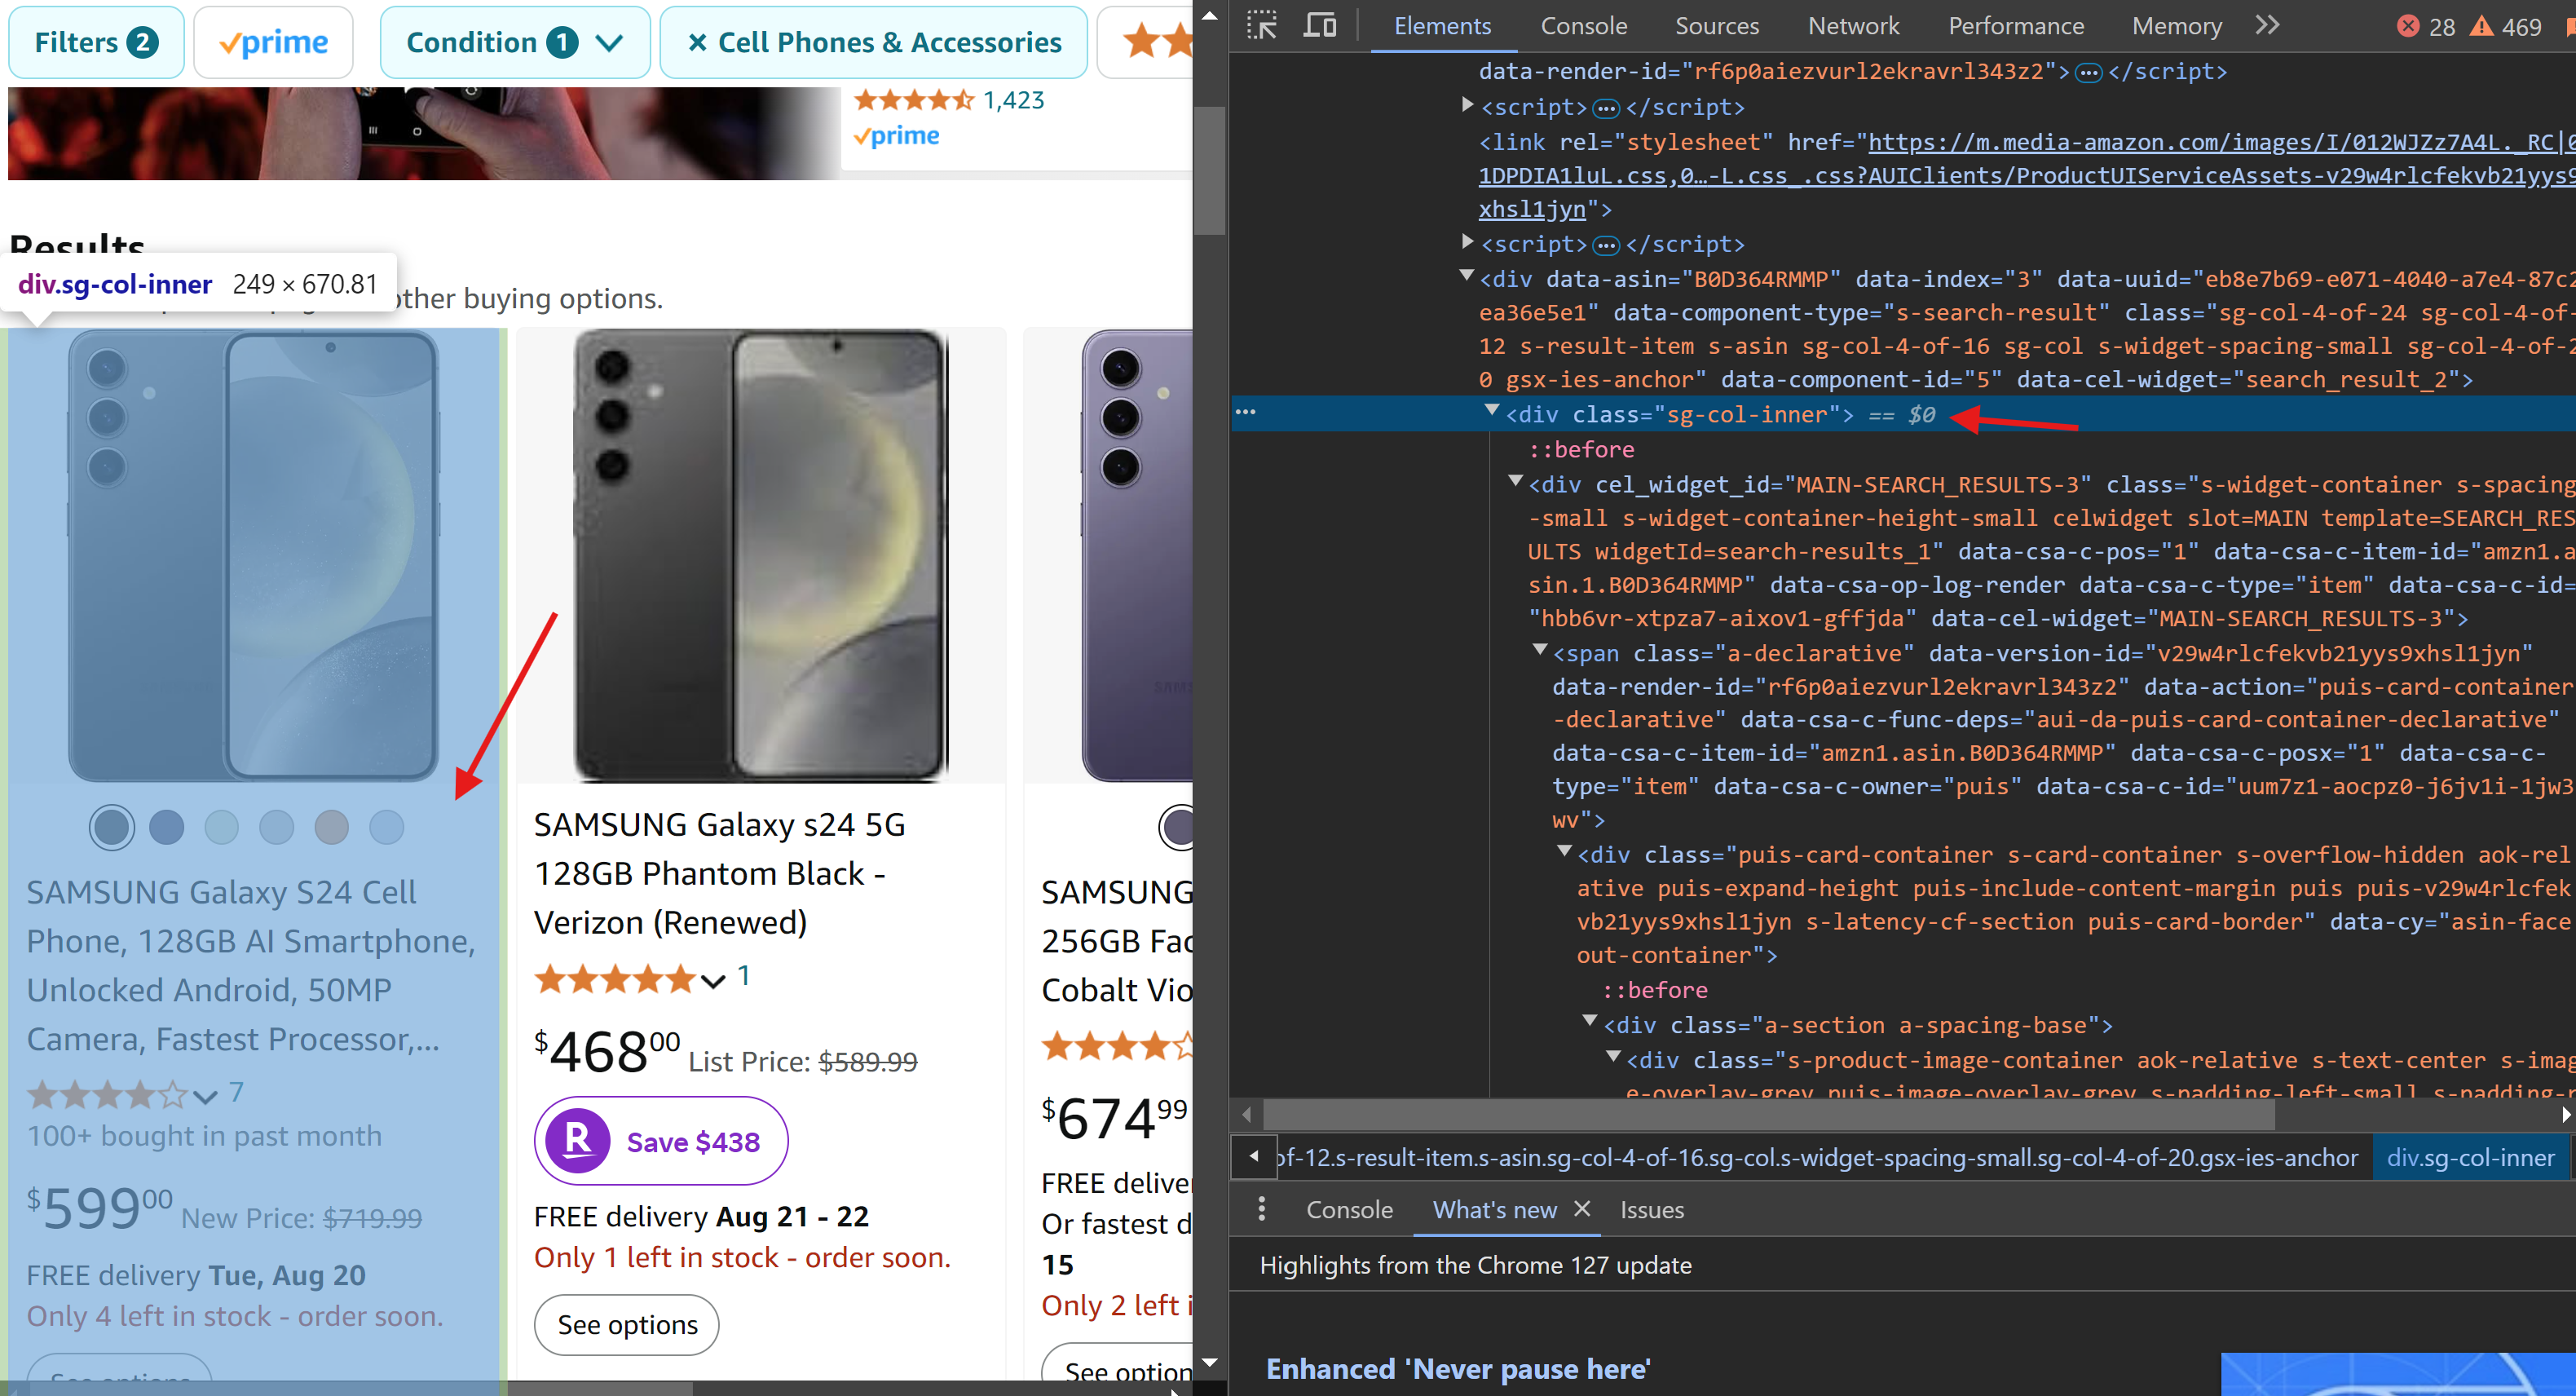 Filters 2
prime
Condition 1
× Cell Phones & Accessories
1,423
prime
Results
div.sg-col-inner 249 × 670.81
other buying options.
SAMSUNG Galaxy S24 Cell
Phone, 128GB AI Smartphone,
Unlocked Android, 50MP
Camera, Fastest Processor,...
7
100+ bought in past month
$59900 New Price: $719.99
FREE delivery Tue, Aug 20
Only 4 left in stock - order soon.
See options
SAMSUNG Galaxy s24 5G
128GB Phantom Black -
Verizon (Renewed)
1
$46800 List Price: $589.99
R Save $438
FREE delivery Aug 21 - 22
Only 1 left in stock - order soon.
See options
SAMSUNG
256GB Fac
Cobalt Vio
$67499
FREE deliver
Or fastest d
15
Only 2 left i
See option
Elements Console Sources Network Performance Memory 28 469
data-render-id="rf6p0aiezvurl2ekravrl343z2">…</script>
<script>…</script>
<link rel="stylesheet" href="https://m.media-amazon.com/images/I/012WJZz7A4L._RC|0
1DPDIA1luL.css,0…-L.css_.css?AUIClients/ProductUIServiceAssets-v29w4rlcfekvb21yys9
xhsl1jyn">
<script>…</script>
<div data-asin="B0D364RMMP" data-index="3" data-uuid="eb8e7b69-e071-4040-a7e4-87c2
ea36e5e1" data-component-type="s-search-result" class="sg-col-4-of-24 sg-col-4-of-
12 s-result-item s-asin sg-col-4-of-16 sg-col s-widget-spacing-small sg-col-4-of-2
0 gsx-ies-anchor" data-component-id="5" data-cel-widget="search_result_2">
<div class="sg-col-inner"> == $0
::before
<div cel_widget_id="MAIN-SEARCH_RESULTS-3" class="s-widget-container s-spacing
-small s-widget-container-height-small celwidget slot=MAIN template=SEARCH_RES
ULTS widgetId=search-results_1" data-csa-c-pos="1" data-csa-c-item-id="amzn1.a
sin.1.B0D364RMMP" data-csa-op-log-render data-csa-c-type="item" data-csa-c-id=
"hbb6vr-xtpza7-aixov1-gffjda" data-cel-widget="MAIN-SEARCH_RESULTS-3">
<span class="a-declarative" data-version-id="v29w4rlcfekvb21yys9xhsl1jyn"
data-render-id="rf6p0aiezvurl2ekravrl343z2" data-action="puis-card-container
-declarative" data-csa-c-func-deps="aui-da-puis-card-container-declarative"
data-csa-c-item-id="amzn1.asin.B0D364RMMP" data-csa-c-posx="1" data-csa-c-
type="item" data-csa-c-owner="puis" data-csa-c-id="uum7z1-aocpz0-j6jv1i-1jw3
wv">
<div class="puis-card-container s-card-container s-overflow-hidden aok-rel
ative puis-expand-height puis-include-content-margin puis puis-v29w4rlcfek
vb21yys9xhsl1jyn s-latency-cf-section puis-card-border" data-cy="asin-face
out-container">
::before
<div class="a-section a-spacing-base">
<div class="s-product-image-container aok-relative s-text-center s-imag
e-overlay-grey puis-image-overlay-grey s-padding-left-small s-padding-r
of-12.s-result-item.s-asin.sg-col-4-of-16.sg-col.s-widget-spacing-small.sg-col-4-of-20.gsx-ies-anchor div.sg-col-inner
Console What's new × Issues
Highlights from the Chrome 127 update
Enhanced 'Never pause here'